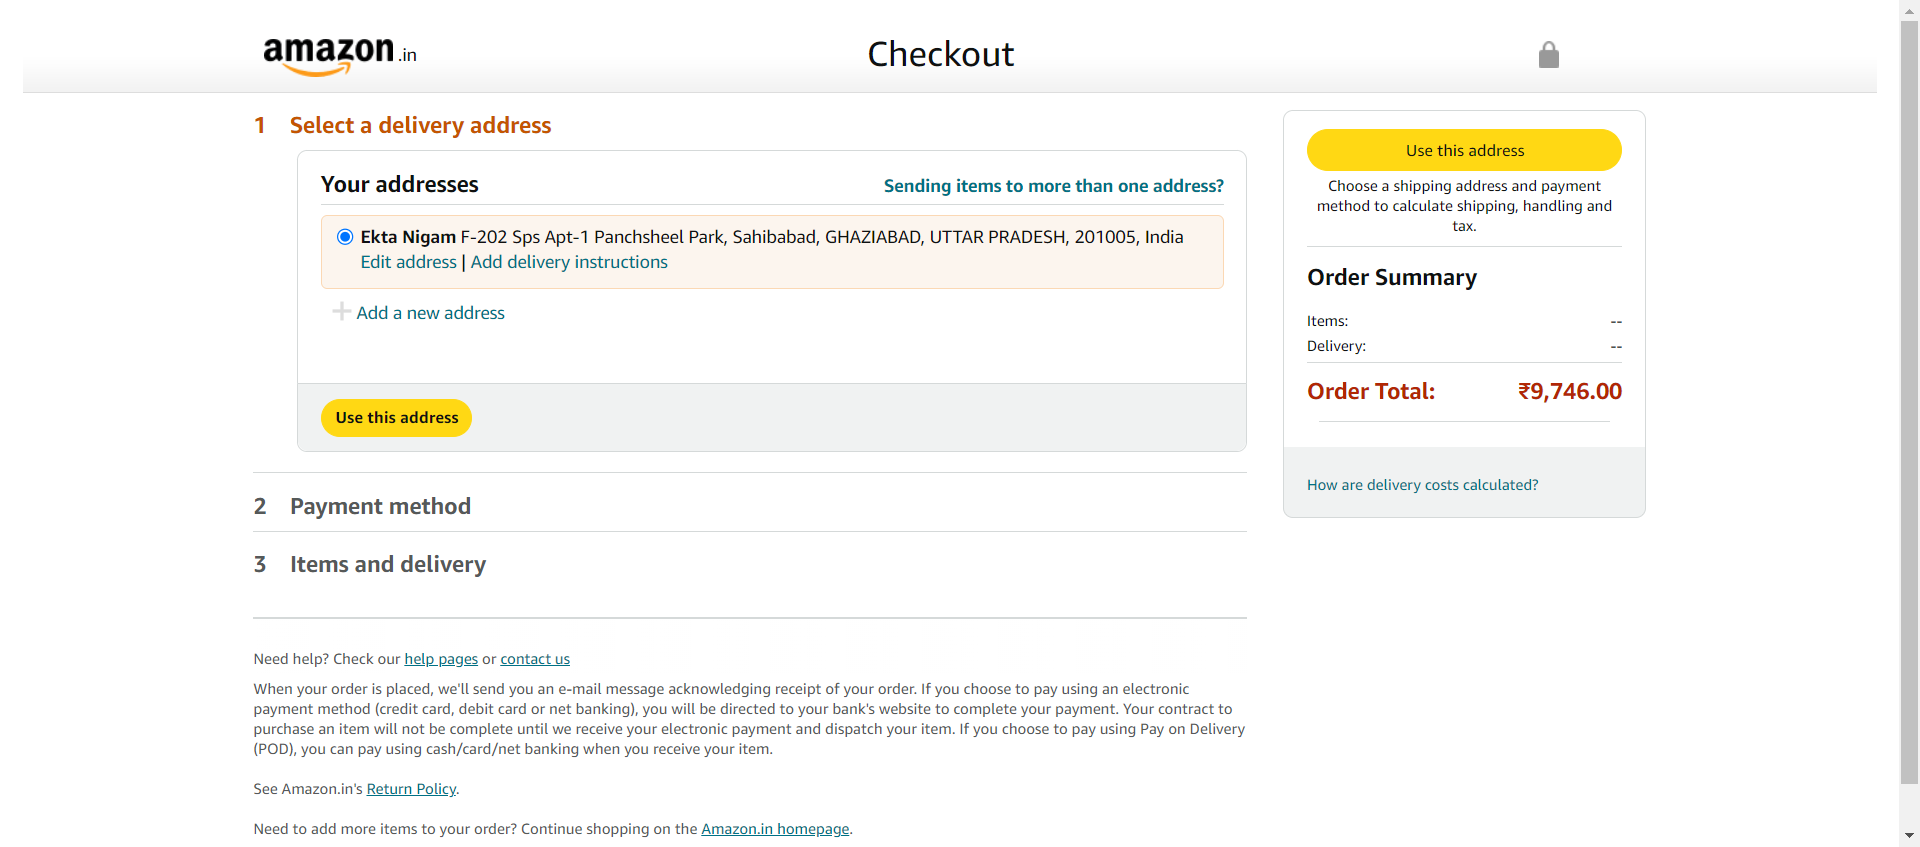 amazon.in
Checkout
1 Select a delivery address
Your addresses
Sending items to more than one address?
Ekta Nigam F-202 Sps Apt-1 Panchsheel Park, Sahibabad, GHAZIABAD, UTTAR PRADESH, 201005, India
Edit address | Add delivery instructions
Add a new address
Use this address
2 Payment method
3 Items and delivery
Need help? Check our help pages or contact us
When your order is placed, we'll send you an e-mail message acknowledging receipt of your order. If you choose to pay using an electronic
payment method (credit card, debit card or net banking), you will be directed to your bank's website to complete your payment. Your contract to
purchase an item will not be complete until we receive your electronic payment and dispatch your item. If you choose to pay using Pay on Delivery
(POD), you can pay using cash/card/net banking when you receive your item.
See Amazon.in's Return Policy.
Need to add more items to your order? Continue shopping on the Amazon.in homepage.
Use this address
Choose a shipping address and payment
method to calculate shipping, handling and
tax.
Order Summary
Items: --
Delivery: --
Order Total: ₹9,746.00
How are delivery costs calculated?